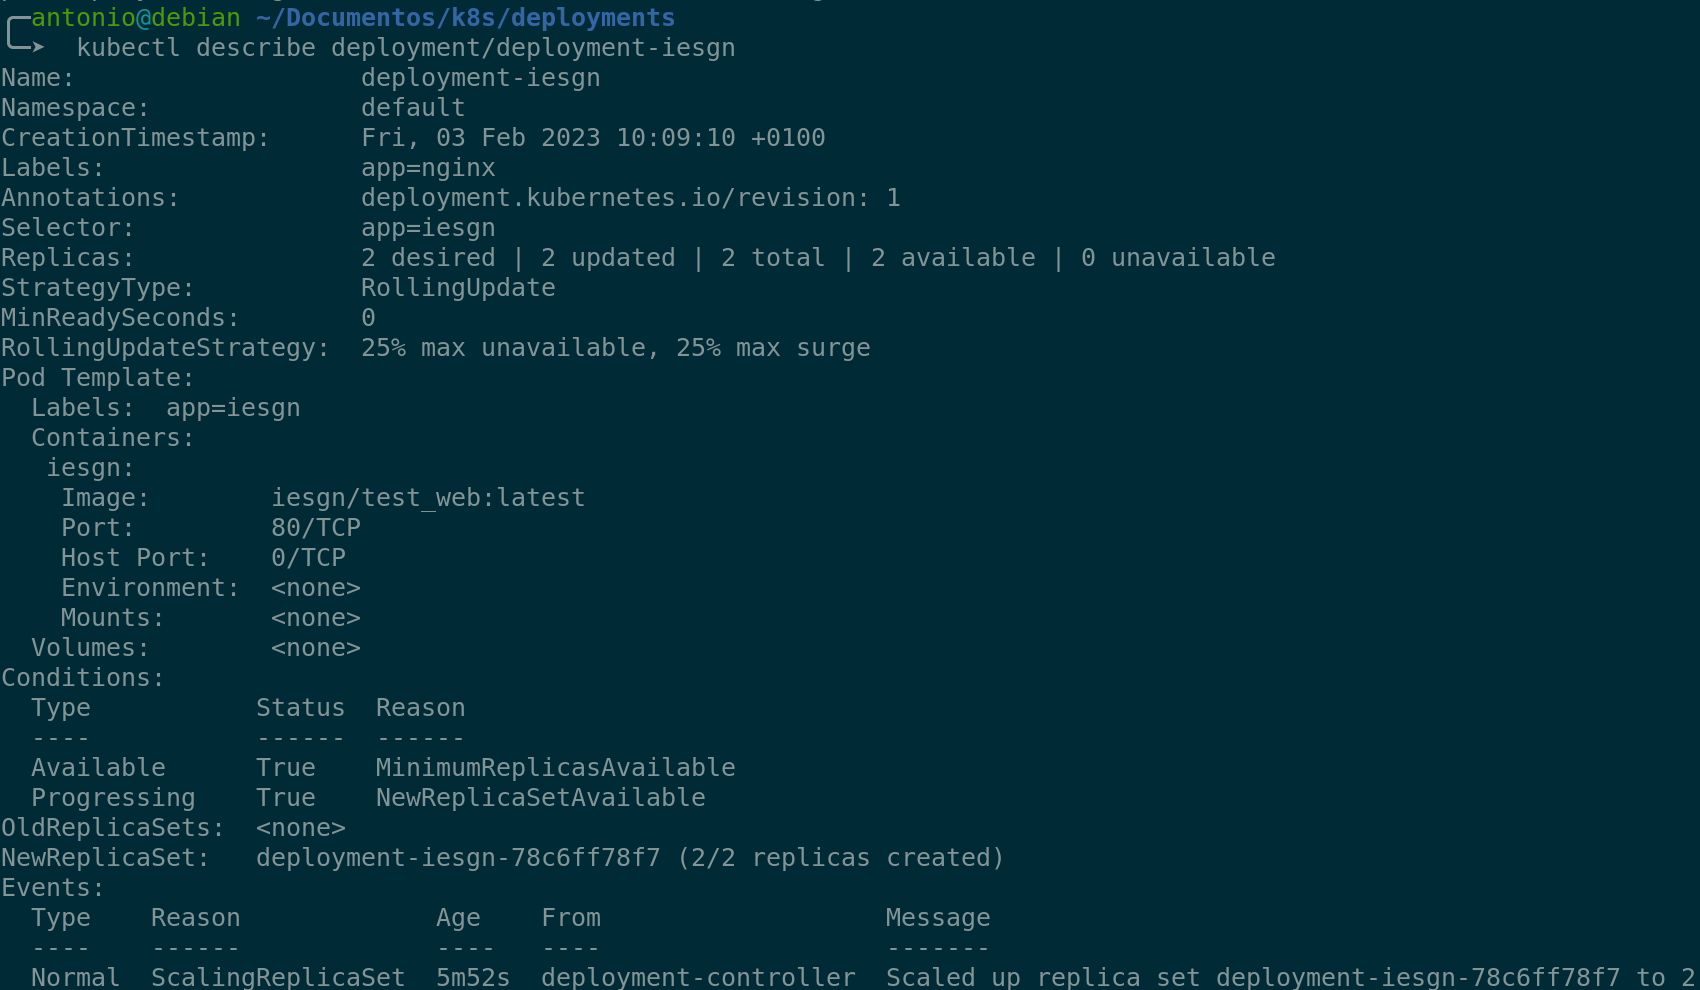 antonio@debian ~/Documentos/k8s/deployments
➤  kubectl describe deployment/deployment-iesgn
Name:                   deployment-iesgn
Namespace:              default
CreationTimestamp:      Fri, 03 Feb 2023 10:09:10 +0100
Labels:                 app=nginx
Annotations:            deployment.kubernetes.io/revision: 1
Selector:               app=iesgn
Replicas:               2 desired | 2 updated | 2 total | 2 available | 0 unavailable
StrategyType:           RollingUpdate
MinReadySeconds:        0
RollingUpdateStrategy:  25% max unavailable, 25% max surge
Pod Template:
  Labels:  app=iesgn
  Containers:
   iesgn:
    Image:        iesgn/test_web:latest
    Port:         80/TCP
    Host Port:    0/TCP
    Environment:  <none>
    Mounts:       <none>
  Volumes:        <none>
Conditions:
  Type           Status  Reason
  ----           ------  ------
  Available      True    MinimumReplicasAvailable
  Progressing    True    NewReplicaSetAvailable
OldReplicaSets:  <none>
NewReplicaSet:   deployment-iesgn-78c6ff78f7 (2/2 replicas created)
Events:
  Type    Reason             Age    From                   Message
  ----    ------             ----   ----                   -------
  Normal  ScalingReplicaSet  5m52s  deployment-controller  Scaled up replica set deployment-iesgn-78c6ff78f7 to 2